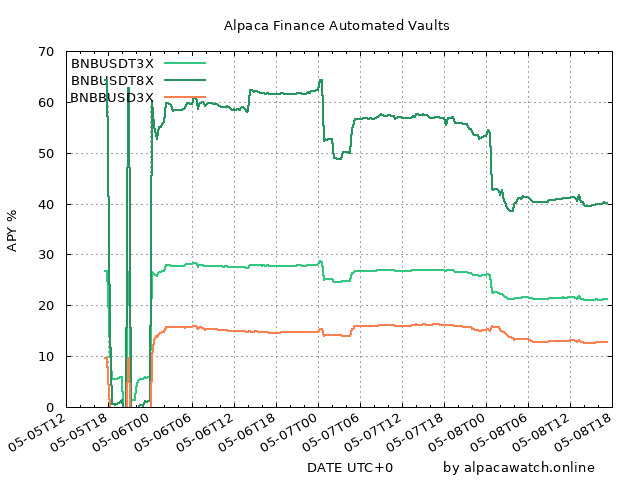 Alpaca Finance Automated Vaults
BNBUSDT3X
BNBUSDT8X
BNBBUSD3X
APY %
70
60
50
40
30
20
10
0
05-05T12
05-05T18
05-06T00
05-06T06
05-06T12
05-06T18
05-07T00
05-07T06
05-07T12
05-07T18
05-08T00
05-08T06
05-08T12
05-08T18
DATE UTC+0
by alpacawatch.online